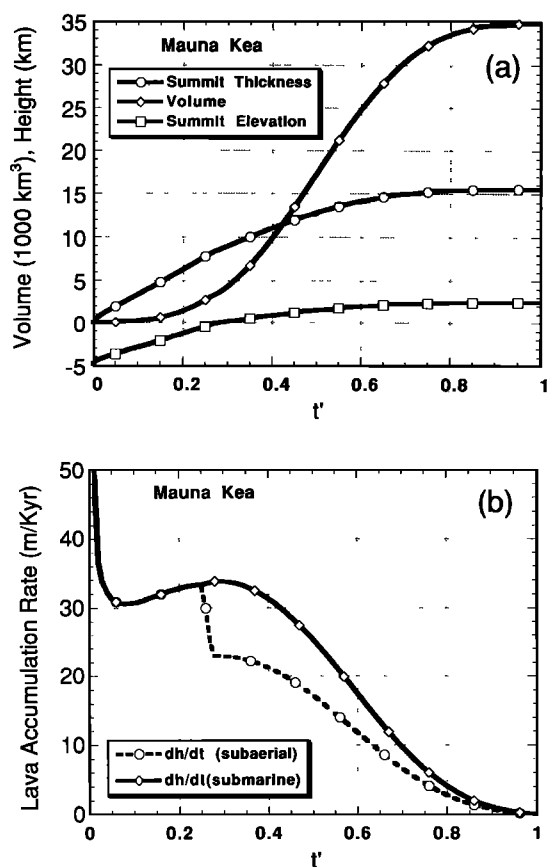 Mauna Kea
(a)
Summit Thickness
Volume
Summit Elevation
Volume (1000 km³), Height (km)
35
30
25
20
15
10
5
0
-5
0 0.2 0.4 0.6 0.8 1
t'
Mauna Kea
(b)
Lava Accumulation Rate (m/Kyr)
50
40
30
20
10
0
dh/dt (subaerial)
dh/dt(submarine)
0 0.2 0.4 0.6 0.8 1
t'